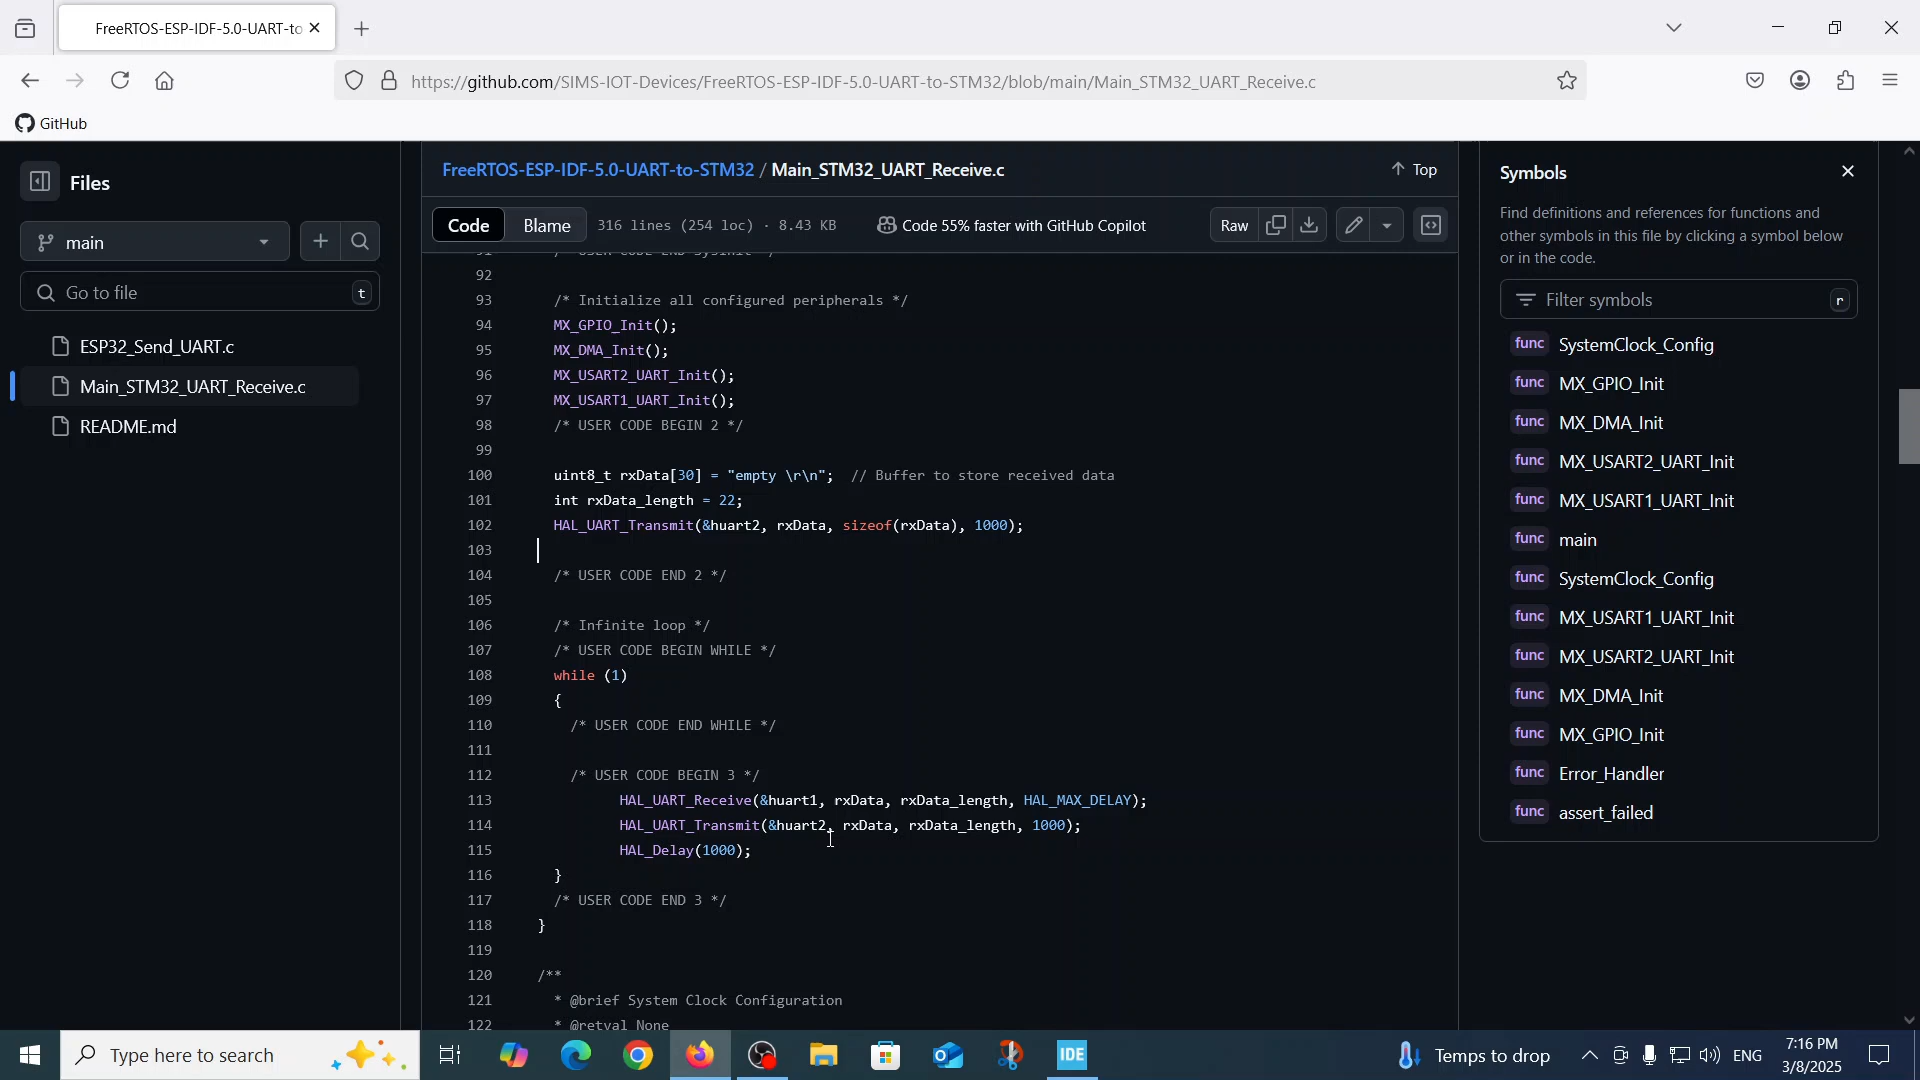 FreeRTOS-ESP-IDF-5.0-UART-to
https://github.com/SIMS-IOT-Devices/FreeRTOS-ESP-IDF-5.0-UART-to-STM32/blob/main/Main_STM32_UART_Receive.c
GitHub
Files
main
Go to file
t
ESP32_Send_UART.c
Main_STM32_UART_Receive.c
README.md
FreeRTOS-ESP-IDF-5.0-UART-to-STM32 / Main_STM32_UART_Receive.c
Top
Code
Blame
316 lines (254 loc) · 8.43 KB
Code 55% faster with GitHub Copilot
Raw
91 /* USER CODE END SysInit */
92
93 /* Initialize all configured peripherals */
94 MX_GPIO_Init();
95 MX_DMA_Init();
96 MX_USART2_UART_Init();
97 MX_USART1_UART_Init();
98 /* USER CODE BEGIN 2 */
99
100 uint8_t rxData[30] = "empty \r\n"; // Buffer to store received data
101 int rxData_length = 22;
102 HAL_UART_Transmit(&huart2, rxData, sizeof(rxData), 1000);
103
104 /* USER CODE END 2 */
105
106 /* Infinite loop */
107 /* USER CODE BEGIN WHILE */
108 while (1)
109 {
110 /* USER CODE END WHILE */
111
112 /* USER CODE BEGIN 3 */
113 HAL_UART_Receive(&huart1, rxData, rxData_length, HAL_MAX_DELAY);
114 HAL_UART_Transmit(&huart2, rxData, rxData_length, 1000);
115 HAL_Delay(1000);
116 }
117 /* USER CODE END 3 */
118 }
119
120 /**
121 * @brief System Clock Configuration
122 * @retval None
Symbols
Find definitions and references for functions and
other symbols in this file by clicking a symbol below
or in the code.
Filter symbols
r
func SystemClock_Config
func MX_GPIO_Init
func MX_DMA_Init
func MX_USART2_UART_Init
func MX_USART1_UART_Init
func main
func SystemClock_Config
func MX_USART1_UART_Init
func MX_USART2_UART_Init
func MX_DMA_Init
func MX_GPIO_Init
func Error_Handler
func assert_failed
Type here to search
IDE
Temps to drop
ENG
7:16 PM
3/8/2025